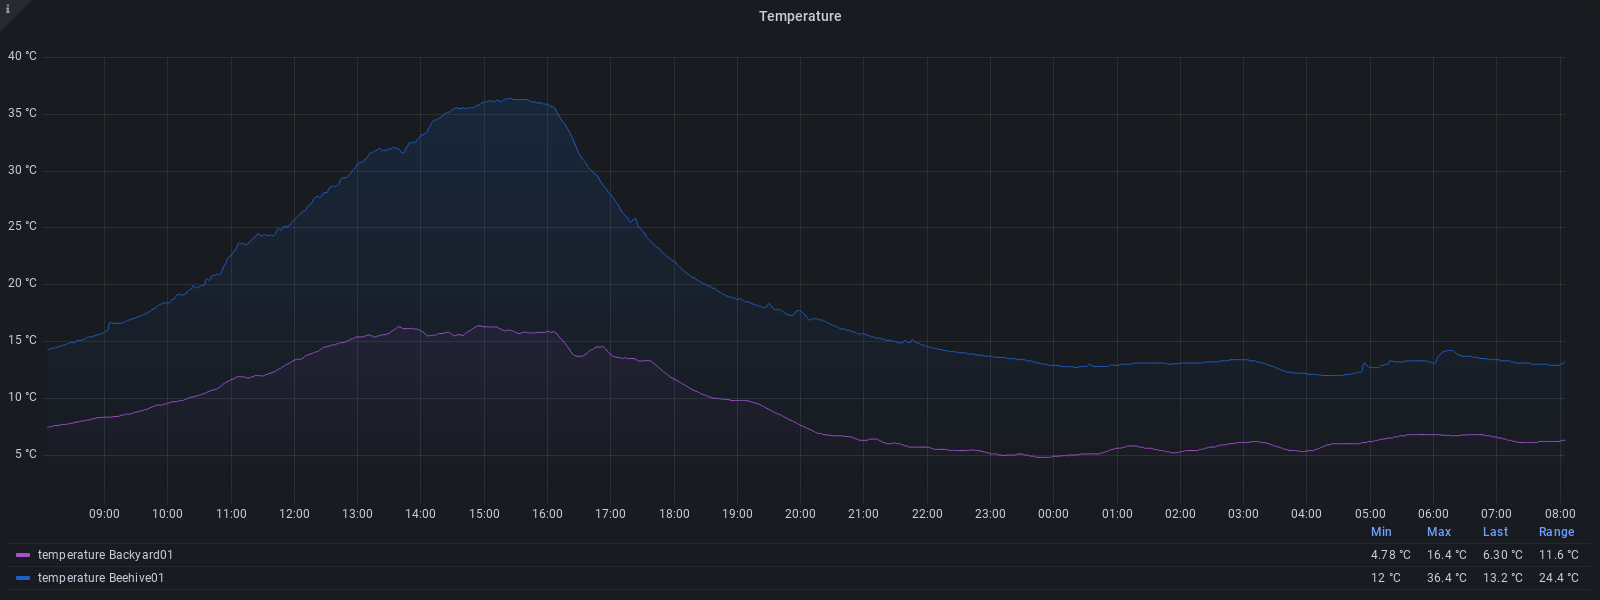 i
Temperature
40 °C
35 °C
30 °C
25 °C
20 °C
15 °C
10 °C
5 °C
09:00 10:00 11:00 12:00 13:00 14:00 15:00 16:00 17:00 18:00 19:00 20:00 21:00 22:00 23:00 00:00 01:00 02:00 03:00 04:00 05:00 06:00 07:00 08:00
Min Max Last Range
temperature Backyard01 4.78 °C 16.4 °C 6.30 °C 11.6 °C
temperature Beehive01 12 °C 36.4 °C 13.2 °C 24.4 °C